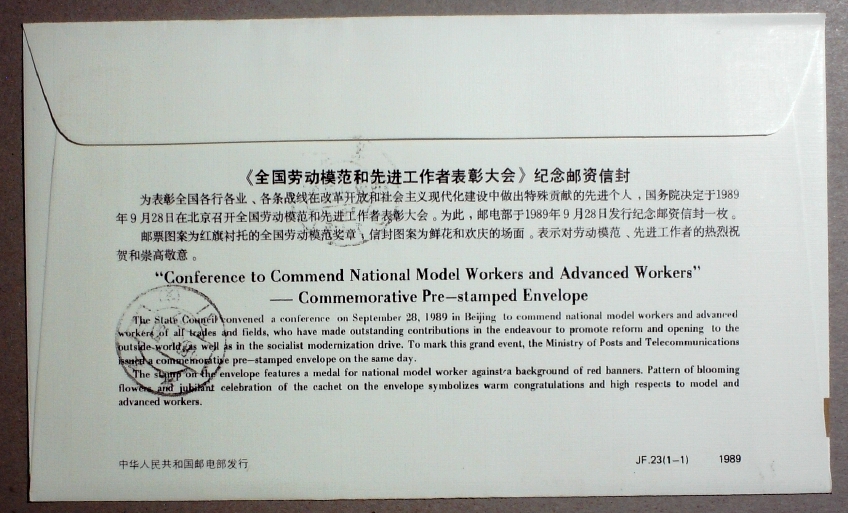 《全国劳动模范和先进工作者表彰大会》纪念邮资信封
为表彰全国各行各业、各条战线在改革开放和社会主义现代化建设中做出特殊贡献的先进个人，国务院决定于1989
年9月28日在北京召开全国劳动模范和先进工作者表彰大会。为此，邮电部于1989年9月28日发行纪念邮资信封一枚。
邮票图案为红旗衬托的全国劳动模范奖章，信封图案为鲜花和欢庆的场面。表示对劳动模范、先进工作者的热烈祝
贺和崇高敬意。
“Conference to Commend National Model Workers and Advanced Workers”
— Commemorative Pre-stamped Envelope
The State Council convened a conference on September 28, 1989 in Beijing to commend national model workers and advanced
workers of all trades and fields, who have made outstanding contributions in the endeavour to promote reform and opening to the
outside world, as well as in the socialist modernization drive. To mark this grand event, the Ministry of Posts and Telecommunications
issued a commemorative pre-stamped envelope on the same day.
The stamp on the envelope features a medal for national model worker against a background of red banners. Pattern of blooming
flowers and jubilant celebration of the cachet on the envelope symbolizes warm congratulations and high respects to model and
advanced workers.
中华人民共和国邮电部发行
JF.23(1-1) 1989